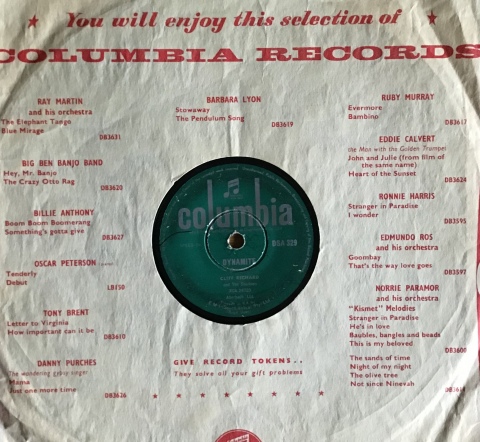 You will enjoy this selection of
COLUMBIA RECORDS
RAY MARTIN
and his orchestra
The Elephant Tango
Blue Mirage
DB3631
BIG BEN BANJO BAND
Hey, Mr. Banjo
The Crazy Otto Rag
DB3620
BILLIE ANTHONY
Boom Boom Boomerang
Something's gotta give
DB3627
OSCAR PETERSON
Tenderly
Debut
LB150
TONY BRENT
Letter to Virginia
How important can it be
DB3610
DANNY PURCHES
The wandering gypsy singer
Mama
Just one more time
DB3626
BARBARA LYON
Stowaway
The Pendulum Song
DB3619
columbia
DYNAMITE
GIVE RECORD TOKENS..
They solve all your gift problems
RUBY MURRAY
Evermore
Bambino
DB3617
EDDIE CALVERT
the Man with the Golden Trumpet
John and Julie (from film of
the same name)
Heart of the Sunset
DB3624
RONNIE HARRIS
Stranger in Paradise
I wonder
DB3595
EDMUNDO ROS
and his orchestra
Goombay
That's the way love goes
DB3597
NORRIE PARAMOR
and his orchestra
"Kismet" Melodies
Stranger in Paradise
He's in love
Baubles, bangles and beads
This is my beloved
DB3600
The sands of time
Night of my night
The olive tree
Not since Ninevah